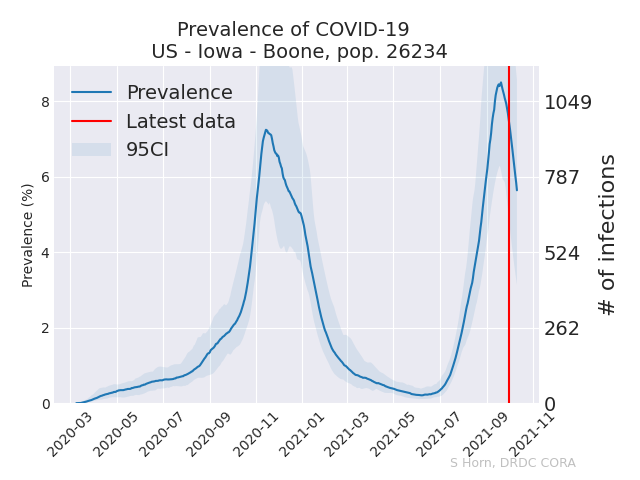 Prevalence of COVID-19
US - Iowa - Boone, pop. 26234
Prevalence
Latest data
95CI
Prevalence (%)
8
6
4
2
0
1049
787
524
262
0
# of infections
2020-03
2020-05
2020-07
2020-09
2020-11
2021-01
2021-03
2021-05
2021-07
2021-09
2021-11
S Horn, DRDC CORA